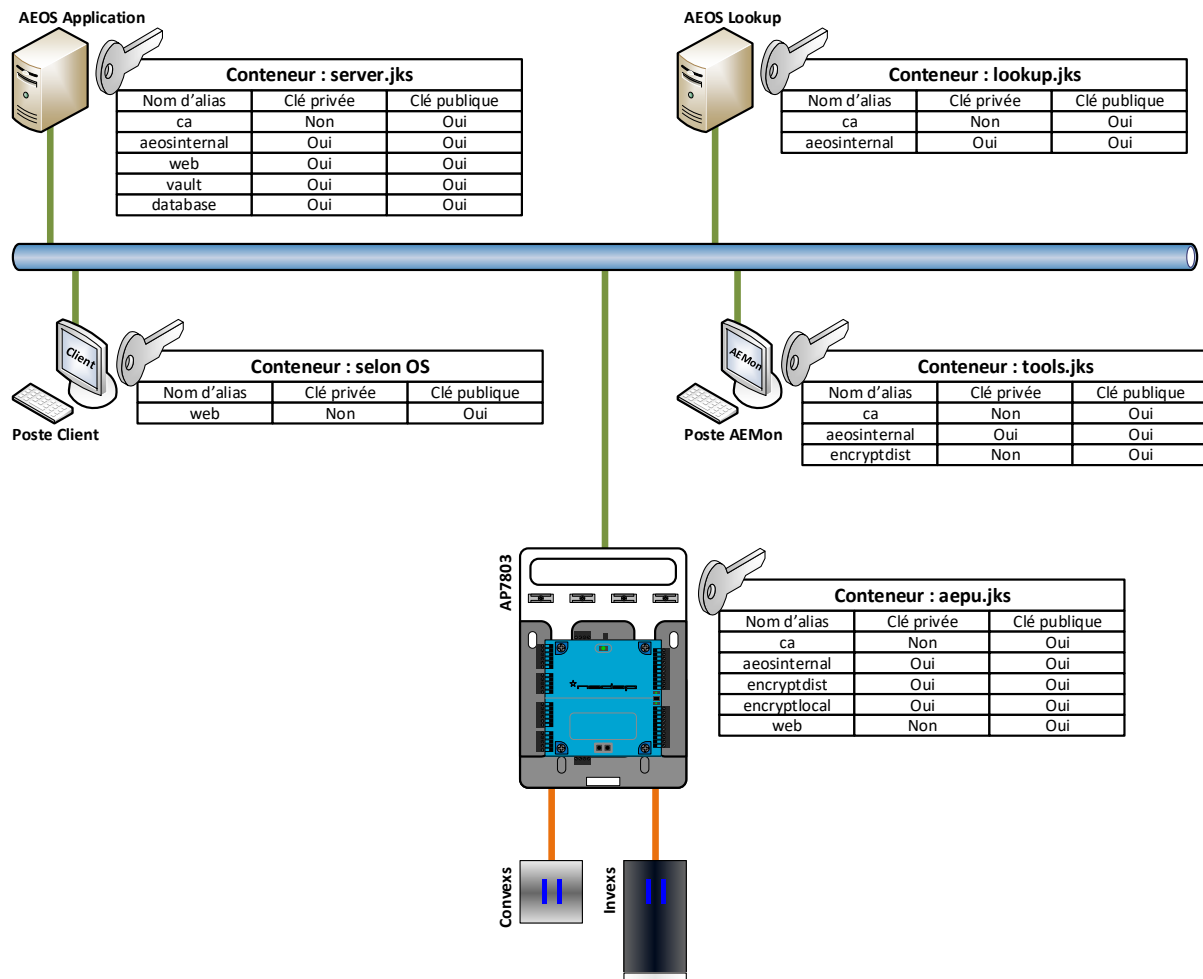 AEOS Application
Conteneur : server.jks
Nom d’alias Clé privée Clé publique
ca Non Oui
aeosinternal Oui Oui
web Oui Oui
vault Oui Oui
database Oui Oui
AEOS Lookup
Conteneur : lookup.jks
Nom d’alias Clé privée Clé publique
ca Non Oui
aeosinternal Oui Oui
Client
Poste Client
Conteneur : selon OS
Nom d’alias Clé privée Clé publique
web Non Oui
AEMon
Poste AEMon
Conteneur : tools.jks
Nom d’alias Clé privée Clé publique
ca Non Oui
aeosinternal Oui Oui
encryptdist Non Oui
AP7803
Conteneur : aepu.jks
Nom d’alias Clé privée Clé publique
ca Non Oui
aeosinternal Oui Oui
encryptdist Oui Oui
encryptlocal Oui Oui
web Non Oui
Convexs
Invexs